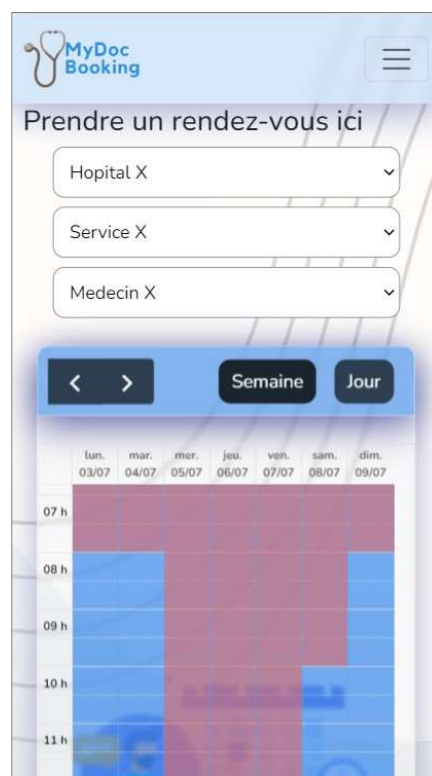 MyDoc
Booking
Prendre un rendez-vous ici
Hopital X
Service X
Medecin X
Semaine Jour
lun. mar. mer. jeu. ven. sam. dim.
03/07 04/07 05/07 06/07 07/07 08/07 09/07
07 h
08 h
09 h
10 h
11 h